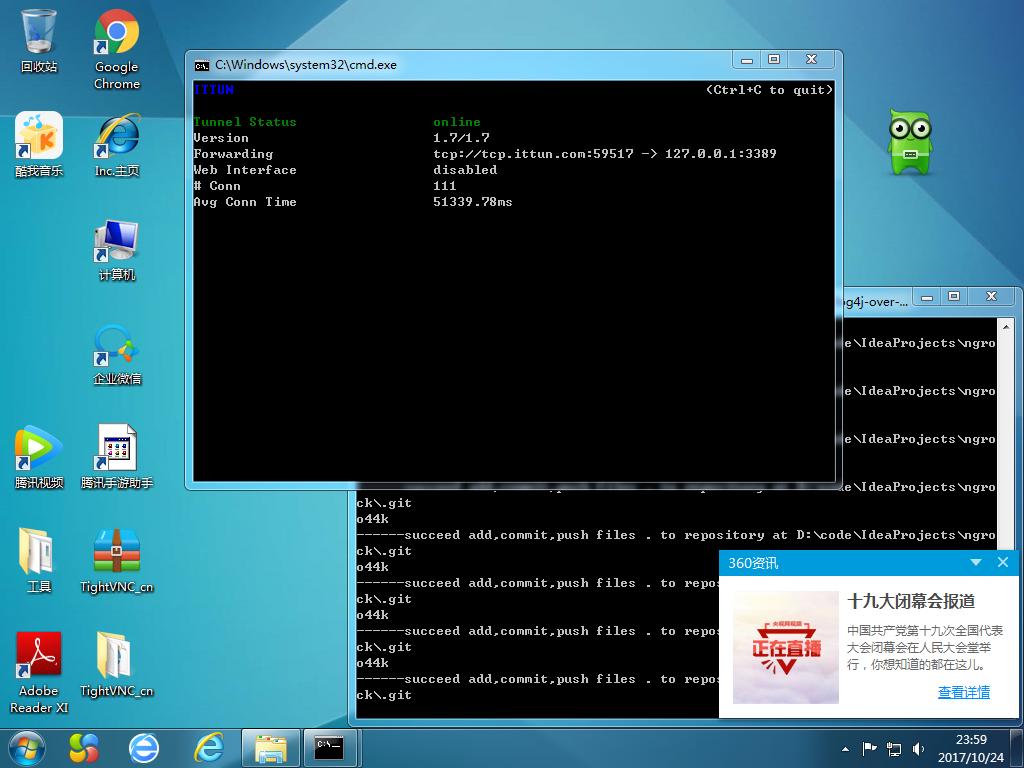 回收站
Google
Chrome
酷我音乐
Inc.主页
计算机
企业微信
腾讯视频
腾讯手游助手
工具
TightVNC_cn
Adobe
Reader XI
TightVNC_cn
C:\Windows\system32\cmd.exe
ITTUN (Ctrl+C to quit)
Tunnel Status online
Version 1.7/1.7
Forwarding tcp://tcp.ittun.com:59517 -> 127.0.0.1:3389
Web Interface disabled
# Conn 111
Avg Conn Time 51339.78ms
g4j-over-...
e\IdeaProjects\ngro
e\IdeaProjects\ngro
e\IdeaProjects\ngro
e\IdeaProjects\ngro
ck\.git
o44k
------succeed add,commit,push files . to repository at D:\code\IdeaProjects\ngro
ck\.git
o44k
------succeed add,commit,push files . to repos
ck\.git
o44k
------succeed add,commit,push files . to repos
ck\.git
o44k
------succeed add,commit,push files . to repos
ck\.git
360资讯
央视网视频
正在直播
十九大闭幕会报道
中国共产党第十九次全国代表
大会闭幕会在人民大会堂举
行，你想知道的都在这儿。
查看详情
C:\_
23:59
2017/10/24